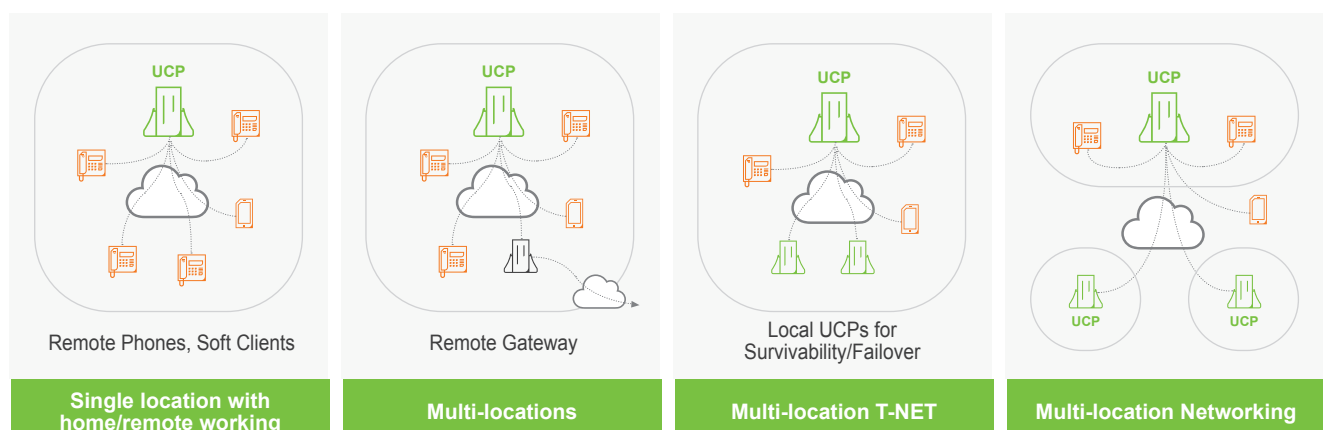 UCP
Remote Phones, Soft Clients
Single location with
home/remote working
UCP
Remote Gateway
Multi-locations
UCP
Local UCPs for
Survivability/Failover
Multi-location T-NET
UCP
UCP
UCP
Multi-location Networking